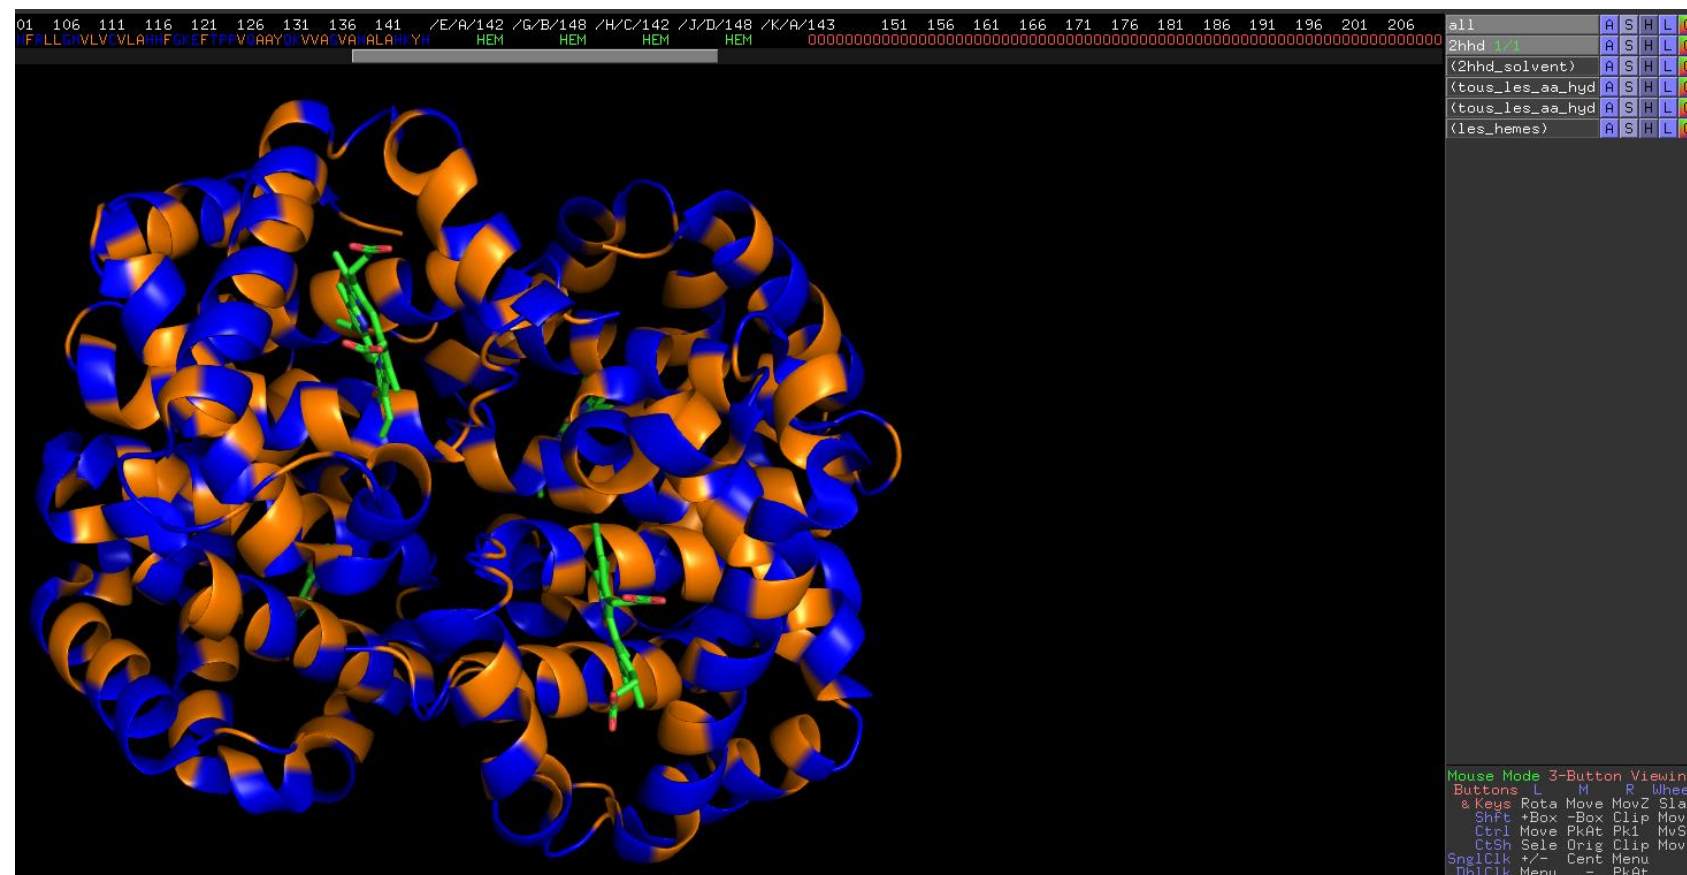 01 106 111 116 121 126 131 136 141 /E/A/142 /G/B/148 /H/C/142 /J/D/148 /K/A/143 151 156 161 166 171 176 181 186 191 196 201 206
HEM HEM HEM HEM
all A S H L
2hhd 1/1 A S H L
(2hhd_solvent) A S H L
(tous_les_aa_hyd A S H L
(tous_les_aa_hyd A S H L
(les_hemes) A S H L
Mouse Mode 3-Button Viewin
Buttons L M R Whee
& Keys Rota Move MovZ Sla
Shft +Box -Box Clip Mov
Ctrl Move PkAt Pk1 MvS
CtSh Sele Orig Clip Mov
SnglClk +/- Cent Menu
DblClk Menu - PkAt